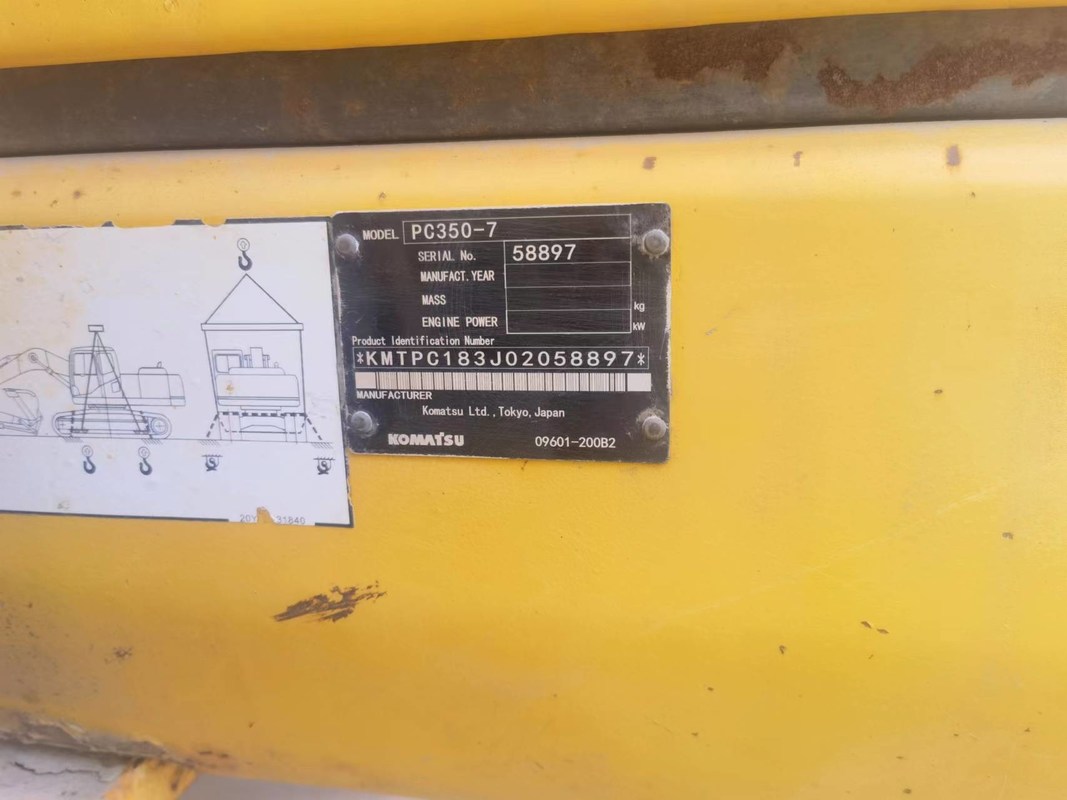 MODEL PC350-7
SERIAL No. 58897
MANUFACT. YEAR
MASS kg
ENGINE POWER kW
Product Identification Number
*KMTPC183J02058897*
MANUFACTURER
Komatsu Ltd., Tokyo, Japan
KOMATSU 09601-200B2
31840